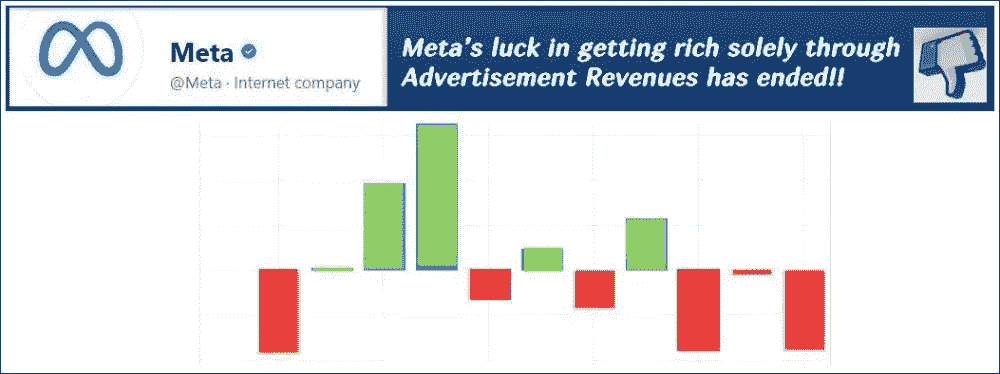 Meta
@Meta · Internet company
Meta's luck in getting rich solely through
Advertisement Revenues has ended!!